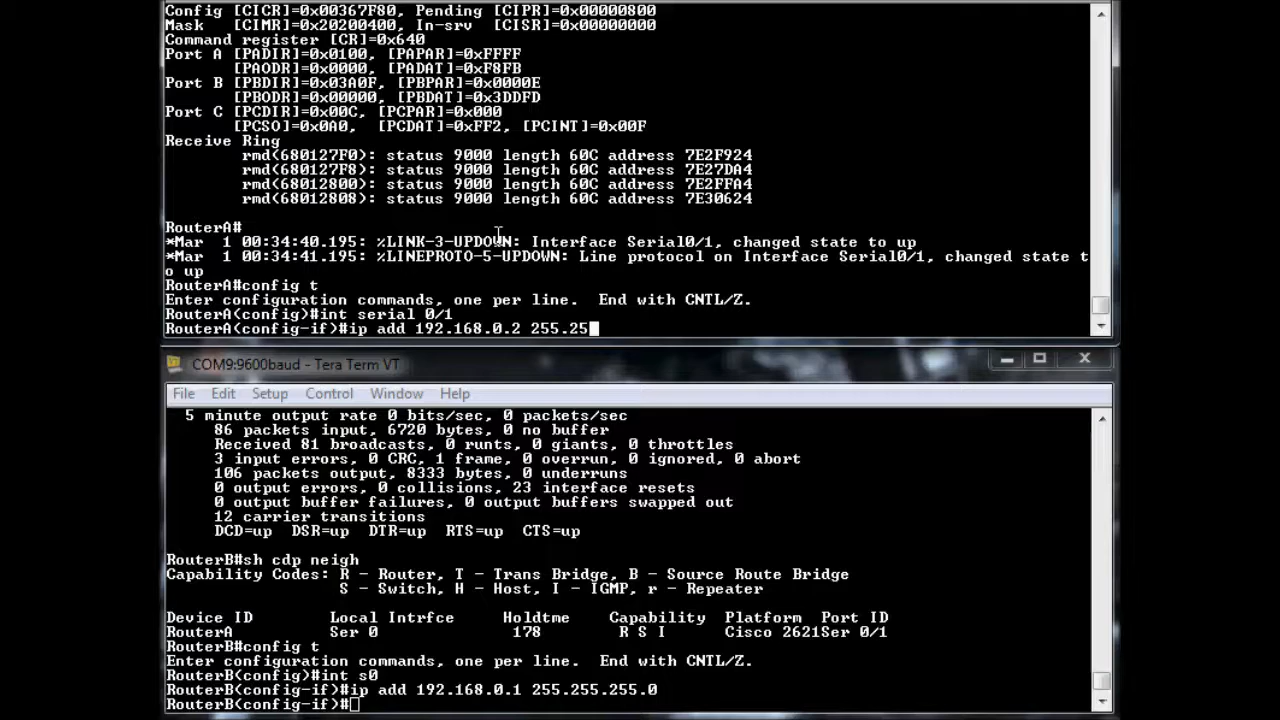 Config [CICR]=0x00367F80, Pending [CIPR]=0x00000800
Mask   [CIMR]=0x20200400, In-srv  [CISR]=0x00000000
Command register [CR]=0x640
Port A [PADIR]=0x0100, [PAPAR]=0xFFFF
       [PAODR]=0x0000, [PADAT]=0xF8FB
Port B [PBDIR]=0x03A0F, [PBPAR]=0x0000E
       [PBODR]=0x00000, [PBDAT]=0x3DDFD
Port C [PCDIR]=0x00C, [PCPAR]=0x000
       [PCSO]=0x0A0,  [PCDAT]=0xFF2, [PCINT]=0x00F
Receive Ring
        rmd(680127F0): status 9000 length 60C address 7E2F924
        rmd(680127F8): status 9000 length 60C address 7E27DA4
        rmd(68012800): status 9000 length 60C address 7E2FFA4
        rmd(68012808): status 9000 length 60C address 7E30624
RouterA#
*Mar  1 00:34:40.195: %LINK-3-UPDOWN: Interface Serial0/1, changed state to up
*Mar  1 00:34:41.195: %LINEPROTO-5-UPDOWN: Line protocol on Interface Serial0/1, changed state t
o up
RouterA#config t
Enter configuration commands, one per line.  End with CNTL/Z.
RouterA(config)#int serial 0/1
RouterA(config-if)#ip add 192.168.0.2 255.25
COM9:9600baud - Tera Term VT
File Edit Setup Control Window Help
  5 minute output rate 0 bits/sec, 0 packets/sec
     86 packets input, 6720 bytes, 0 no buffer
     Received 81 broadcasts, 0 runts, 0 giants, 0 throttles
     3 input errors, 0 CRC, 1 frame, 0 overrun, 0 ignored, 0 abort
     106 packets output, 8333 bytes, 0 underruns
     0 output errors, 0 collisions, 23 interface resets
     0 output buffer failures, 0 output buffers swapped out
     12 carrier transitions
     DCD=up  DSR=up  DTR=up  RTS=up  CTS=up
RouterB#sh cdp neigh
Capability Codes: R - Router, T - Trans Bridge, B - Source Route Bridge
                  S - Switch, H - Host, I - IGMP, r - Repeater
Device ID        Local Intrfce     Holdtme    Capability  Platform  Port ID
RouterA          Ser 0              178         R S I     Cisco 2621Ser 0/1
RouterB#config t
Enter configuration commands, one per line.  End with CNTL/Z.
RouterB(config)#int s0
RouterB(config-if)#ip add 192.168.0.1 255.255.255.0
RouterB(config-if)#